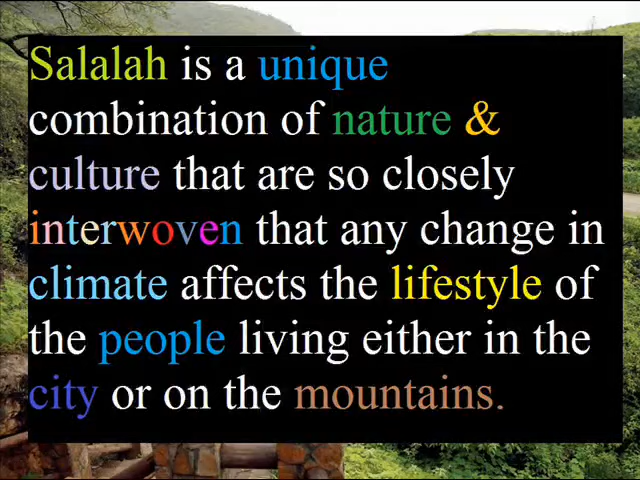 Salalah is a unique
combination of nature &
culture that are so closely
interwoven that any change in
climate affects the lifestyle of
the people living either in the
city or on the mountains.